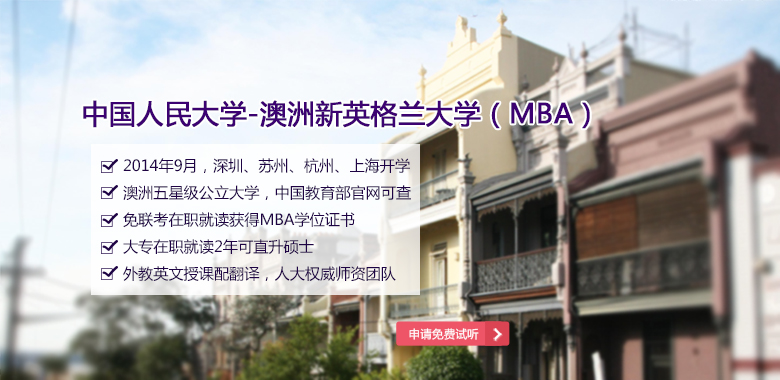 中国人民大学-澳洲新英格兰大学（MBA）
2014年9月，深圳、苏州、杭州、上海开学
澳洲五星级公立大学，中国教育部官网可查
免联考在职就读获得MBA学位证书
大专在职就读2年可直升硕士
外教英文授课配翻译，人大权威师资团队
申请免费试听